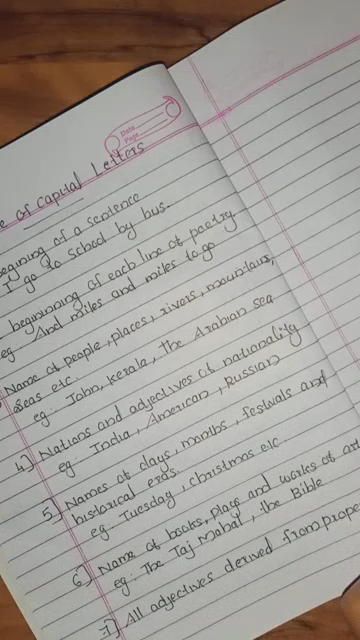 Date
Page
e of Capital Letters
egining of a sentence
I go to school by bus.
beginning of each line of poetry
eg And miles and miles to go
Name of people, places, rivers, mountains,
seas etc.
eg: John, Kerala, the Arabian sea
4] Nations and adjectives of nationality
eg: India, American, Russian
5] Names of days, months, festivals and
historical eras.
eg: Tuesday, christmas etc.
6] Name of books, plays and works of art
eg: The Taj Mahal, the Bible
7] All adjectives derived from prope